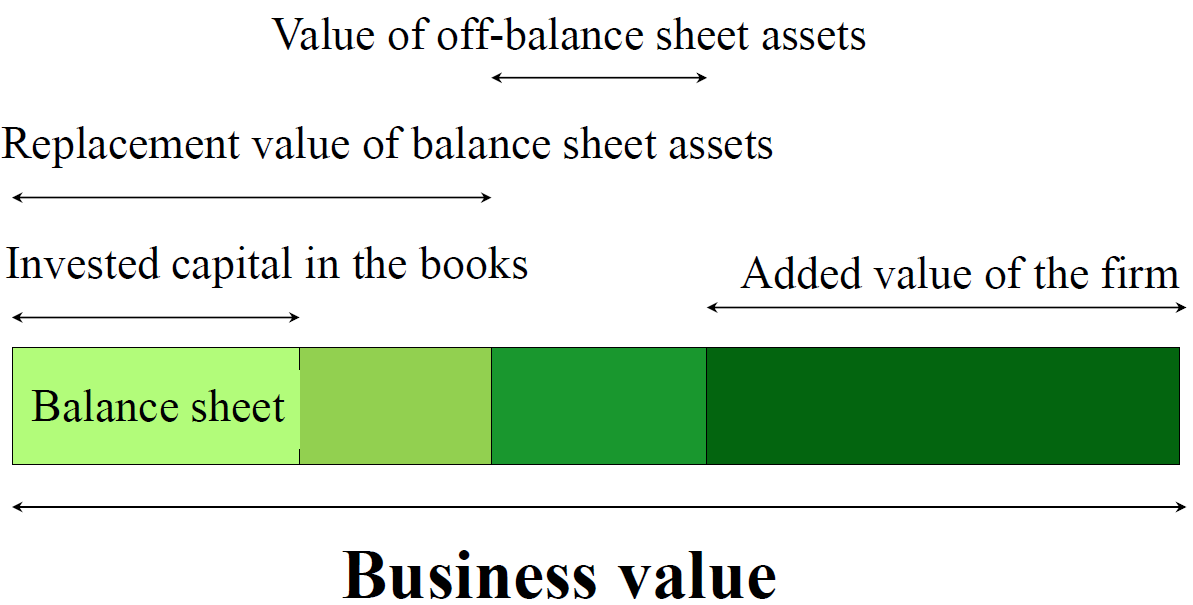 Value of off-balance sheet assets
Replacement value of balance sheet assets
Invested capital in the books
Added value of the firm
Balance sheet
Business value